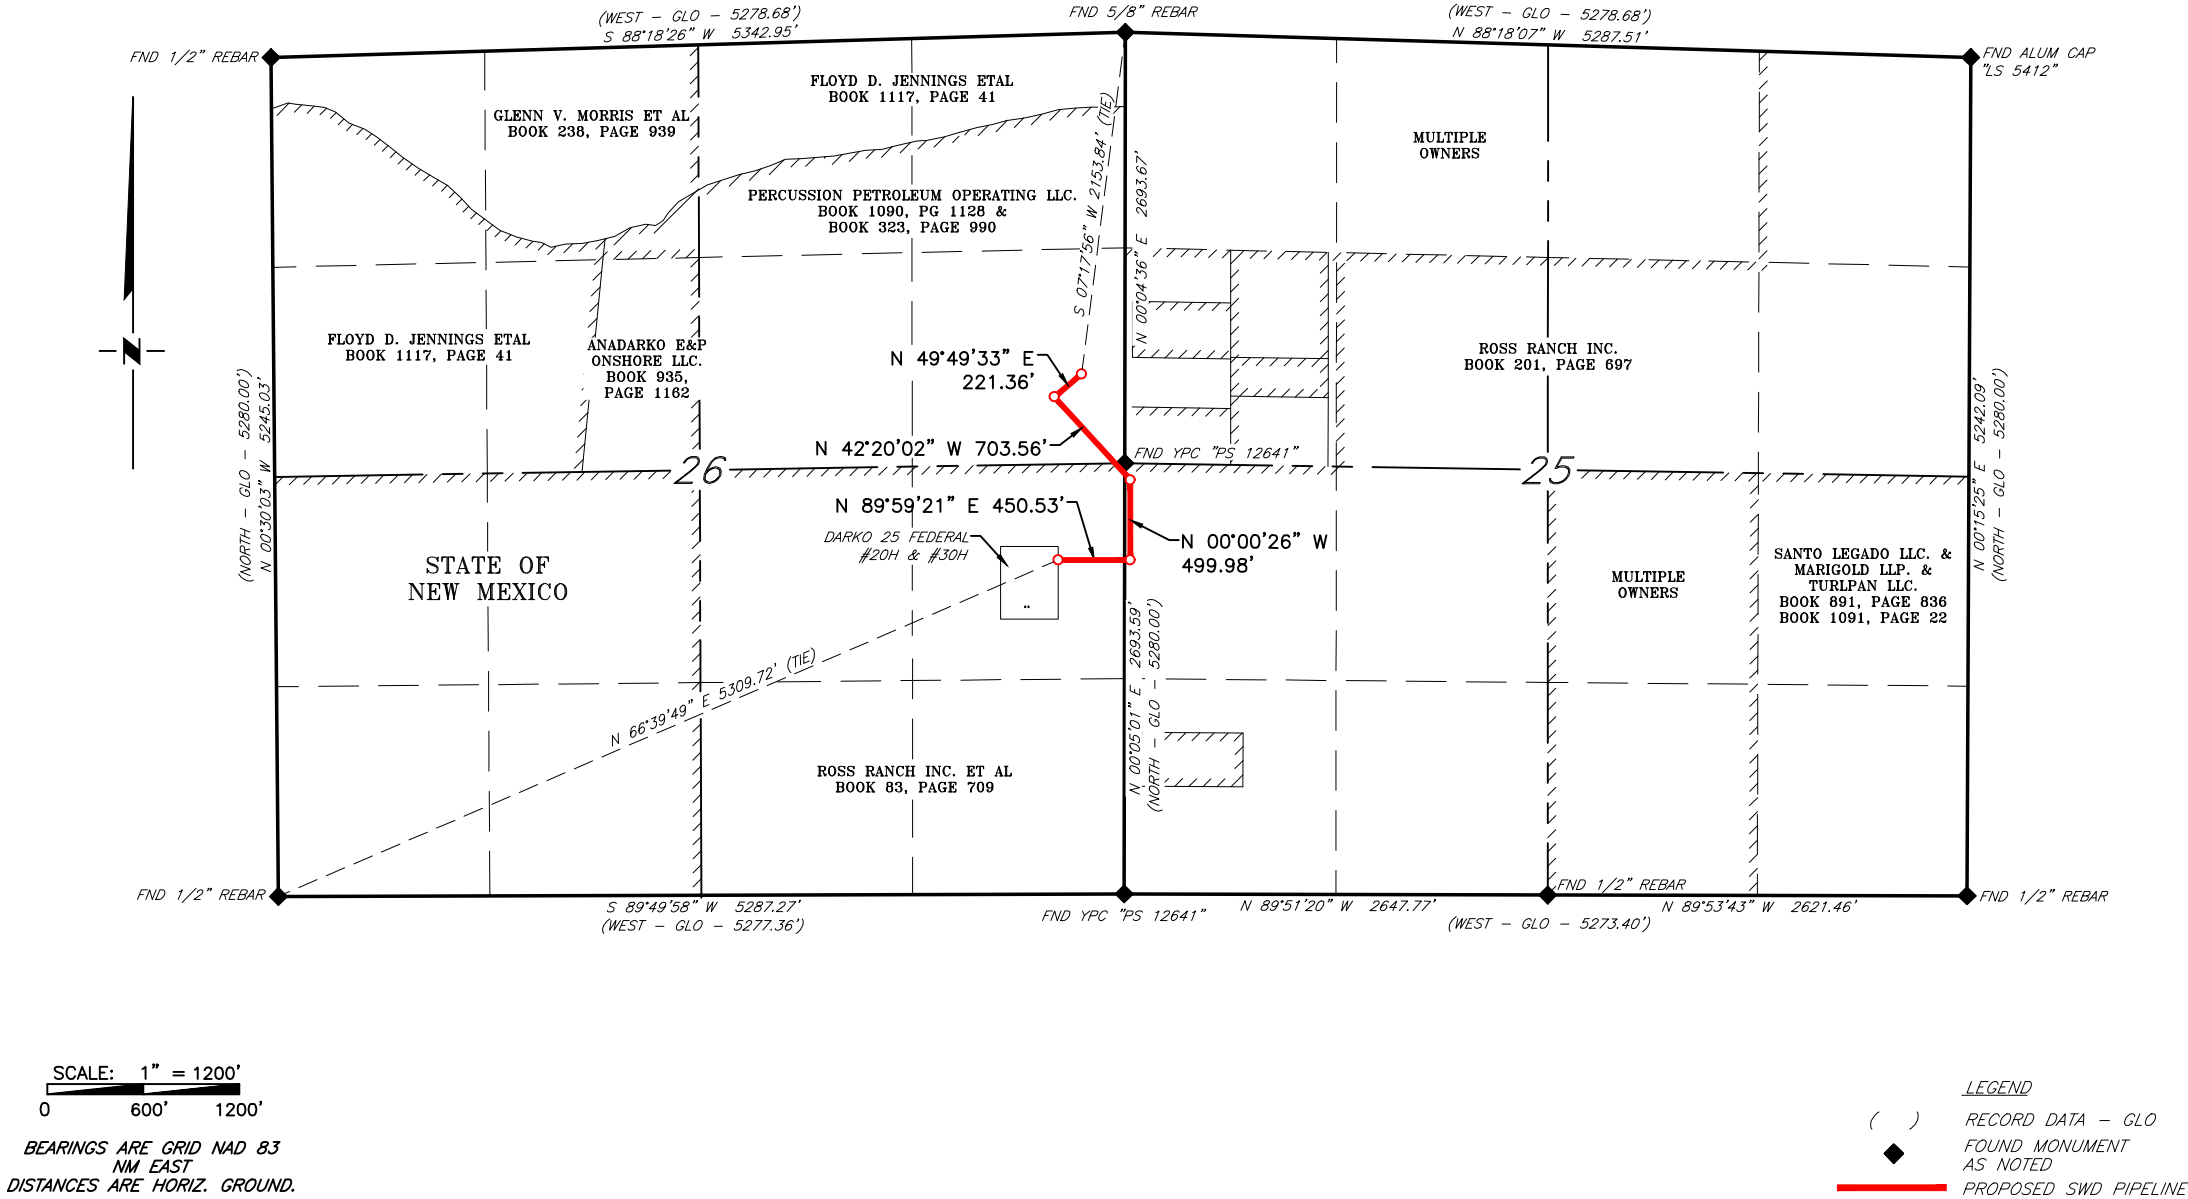 (WEST - GLO - 5278.68')
S 88°18'26" W 5342.95'
FND 5/8" REBAR
(WEST - GLO - 5278.68')
N 88°18'07" W 5287.51'
FND 1/2" REBAR
FND ALUM CAP
"LS 5412"
FLOYD D. JENNINGS ETAL
BOOK 1117, PAGE 41
GLENN V. MORRIS ET AL
BOOK 238, PAGE 939
MULTIPLE
OWNERS
S 07°17'56" W 2153.84' (TIE)
N 00°04'36" E 2693.67'
PERCUSSION PETROLEUM OPERATING LLC.
BOOK 1090, PG 1128 &
BOOK 323, PAGE 990
N
FLOYD D. JENNINGS ETAL
BOOK 1117, PAGE 41
ANADARKO E&P
ONSHORE LLC.
BOOK 935,
PAGE 1162
N 49°49'33" E
221.36'
ROSS RANCH INC.
BOOK 201, PAGE 697
(NORTH - GLO - 5280.00')
N 00°30'03" W 5245.03'
N 42°20'02" W 703.56'
FND YPC "PS 12641"
26
25
N 00°15'25" E 5242.09'
(NORTH - GLO - 5280.00')
N 89°59'21" E 450.53'
DARKO 25 FEDERAL
#20H & #30H
N 00°00'26" W
499.98'
STATE OF
NEW MEXICO
MULTIPLE
OWNERS
SANTO LEGADO LLC. &
MARIGOLD LLP. &
TURLPAN LLC.
BOOK 891, PAGE 836
BOOK 1091, PAGE 22
N 66°39'49" E 5309.72' (TIE)
N 00°05'01" E 2693.59'
(NORTH - GLO - 5280.00')
ROSS RANCH INC. ET AL
BOOK 83, PAGE 709
FND 1/2" REBAR
S 89°49'58" W 5287.27'
(WEST - GLO - 5277.36')
FND YPC "PS 12641"
N 89°51'20" W 2647.77'
FND 1/2" REBAR
(WEST - GLO - 5273.40')
N 89°53'43" W 2621.46'
FND 1/2" REBAR
SCALE: 1" = 1200'
0 600' 1200'
BEARINGS ARE GRID NAD 83
NM EAST
DISTANCES ARE HORIZ. GROUND.
LEGEND
( ) RECORD DATA - GLO
FOUND MONUMENT
AS NOTED
PROPOSED SWD PIPELINE